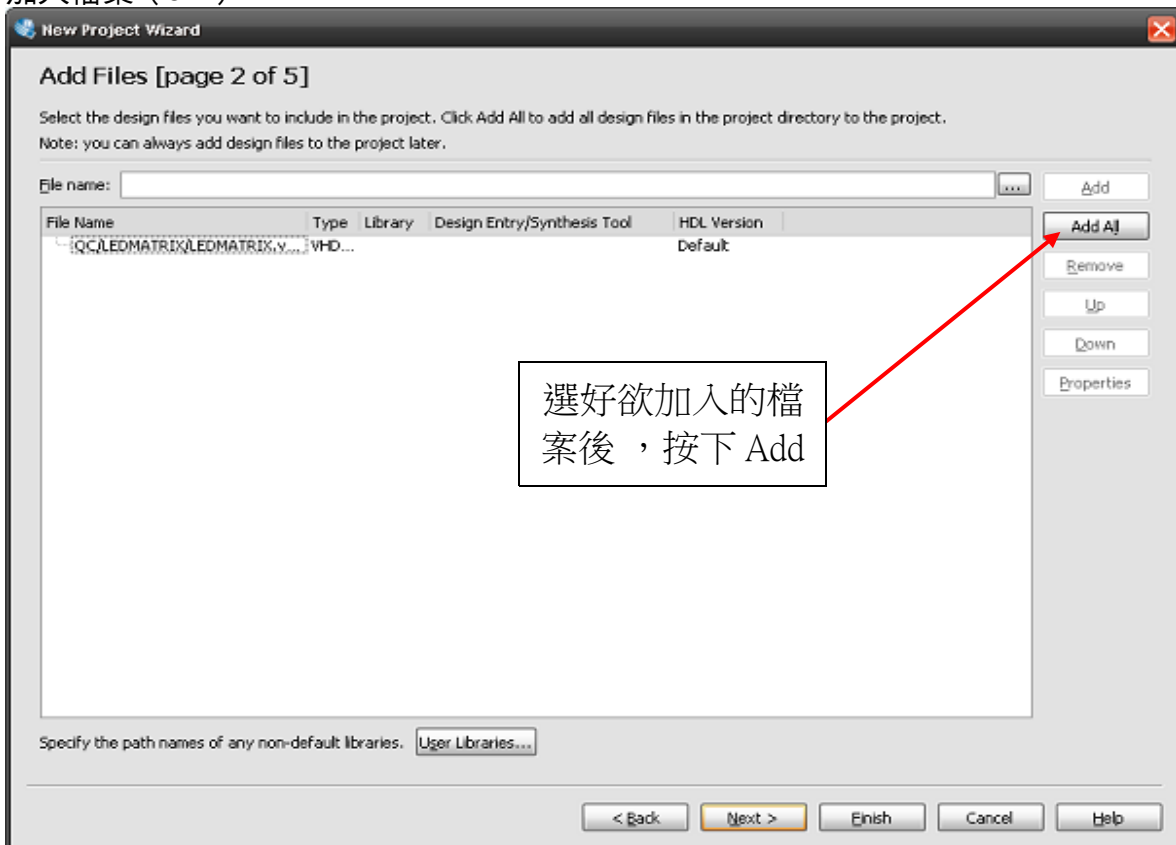 New Project Wizard
Add Files [page 2 of 5]
Select the design files you want to include in the project. Click Add All to add all design files in the project directory to the project.
Note: you can always add design files to the project later.
File name:
...
Add
File Name Type Library Design Entry/Synthesis Tool HDL Version
Add All
QC/LEDMATRIX/LEDMATRIX.v... VHD... Default
Remove
Up
Down
Properties
選好欲加入的檔
案後 ，按下 Add
Specify the path names of any non-default libraries. User Libraries...
< Back Next > Finish Cancel Help